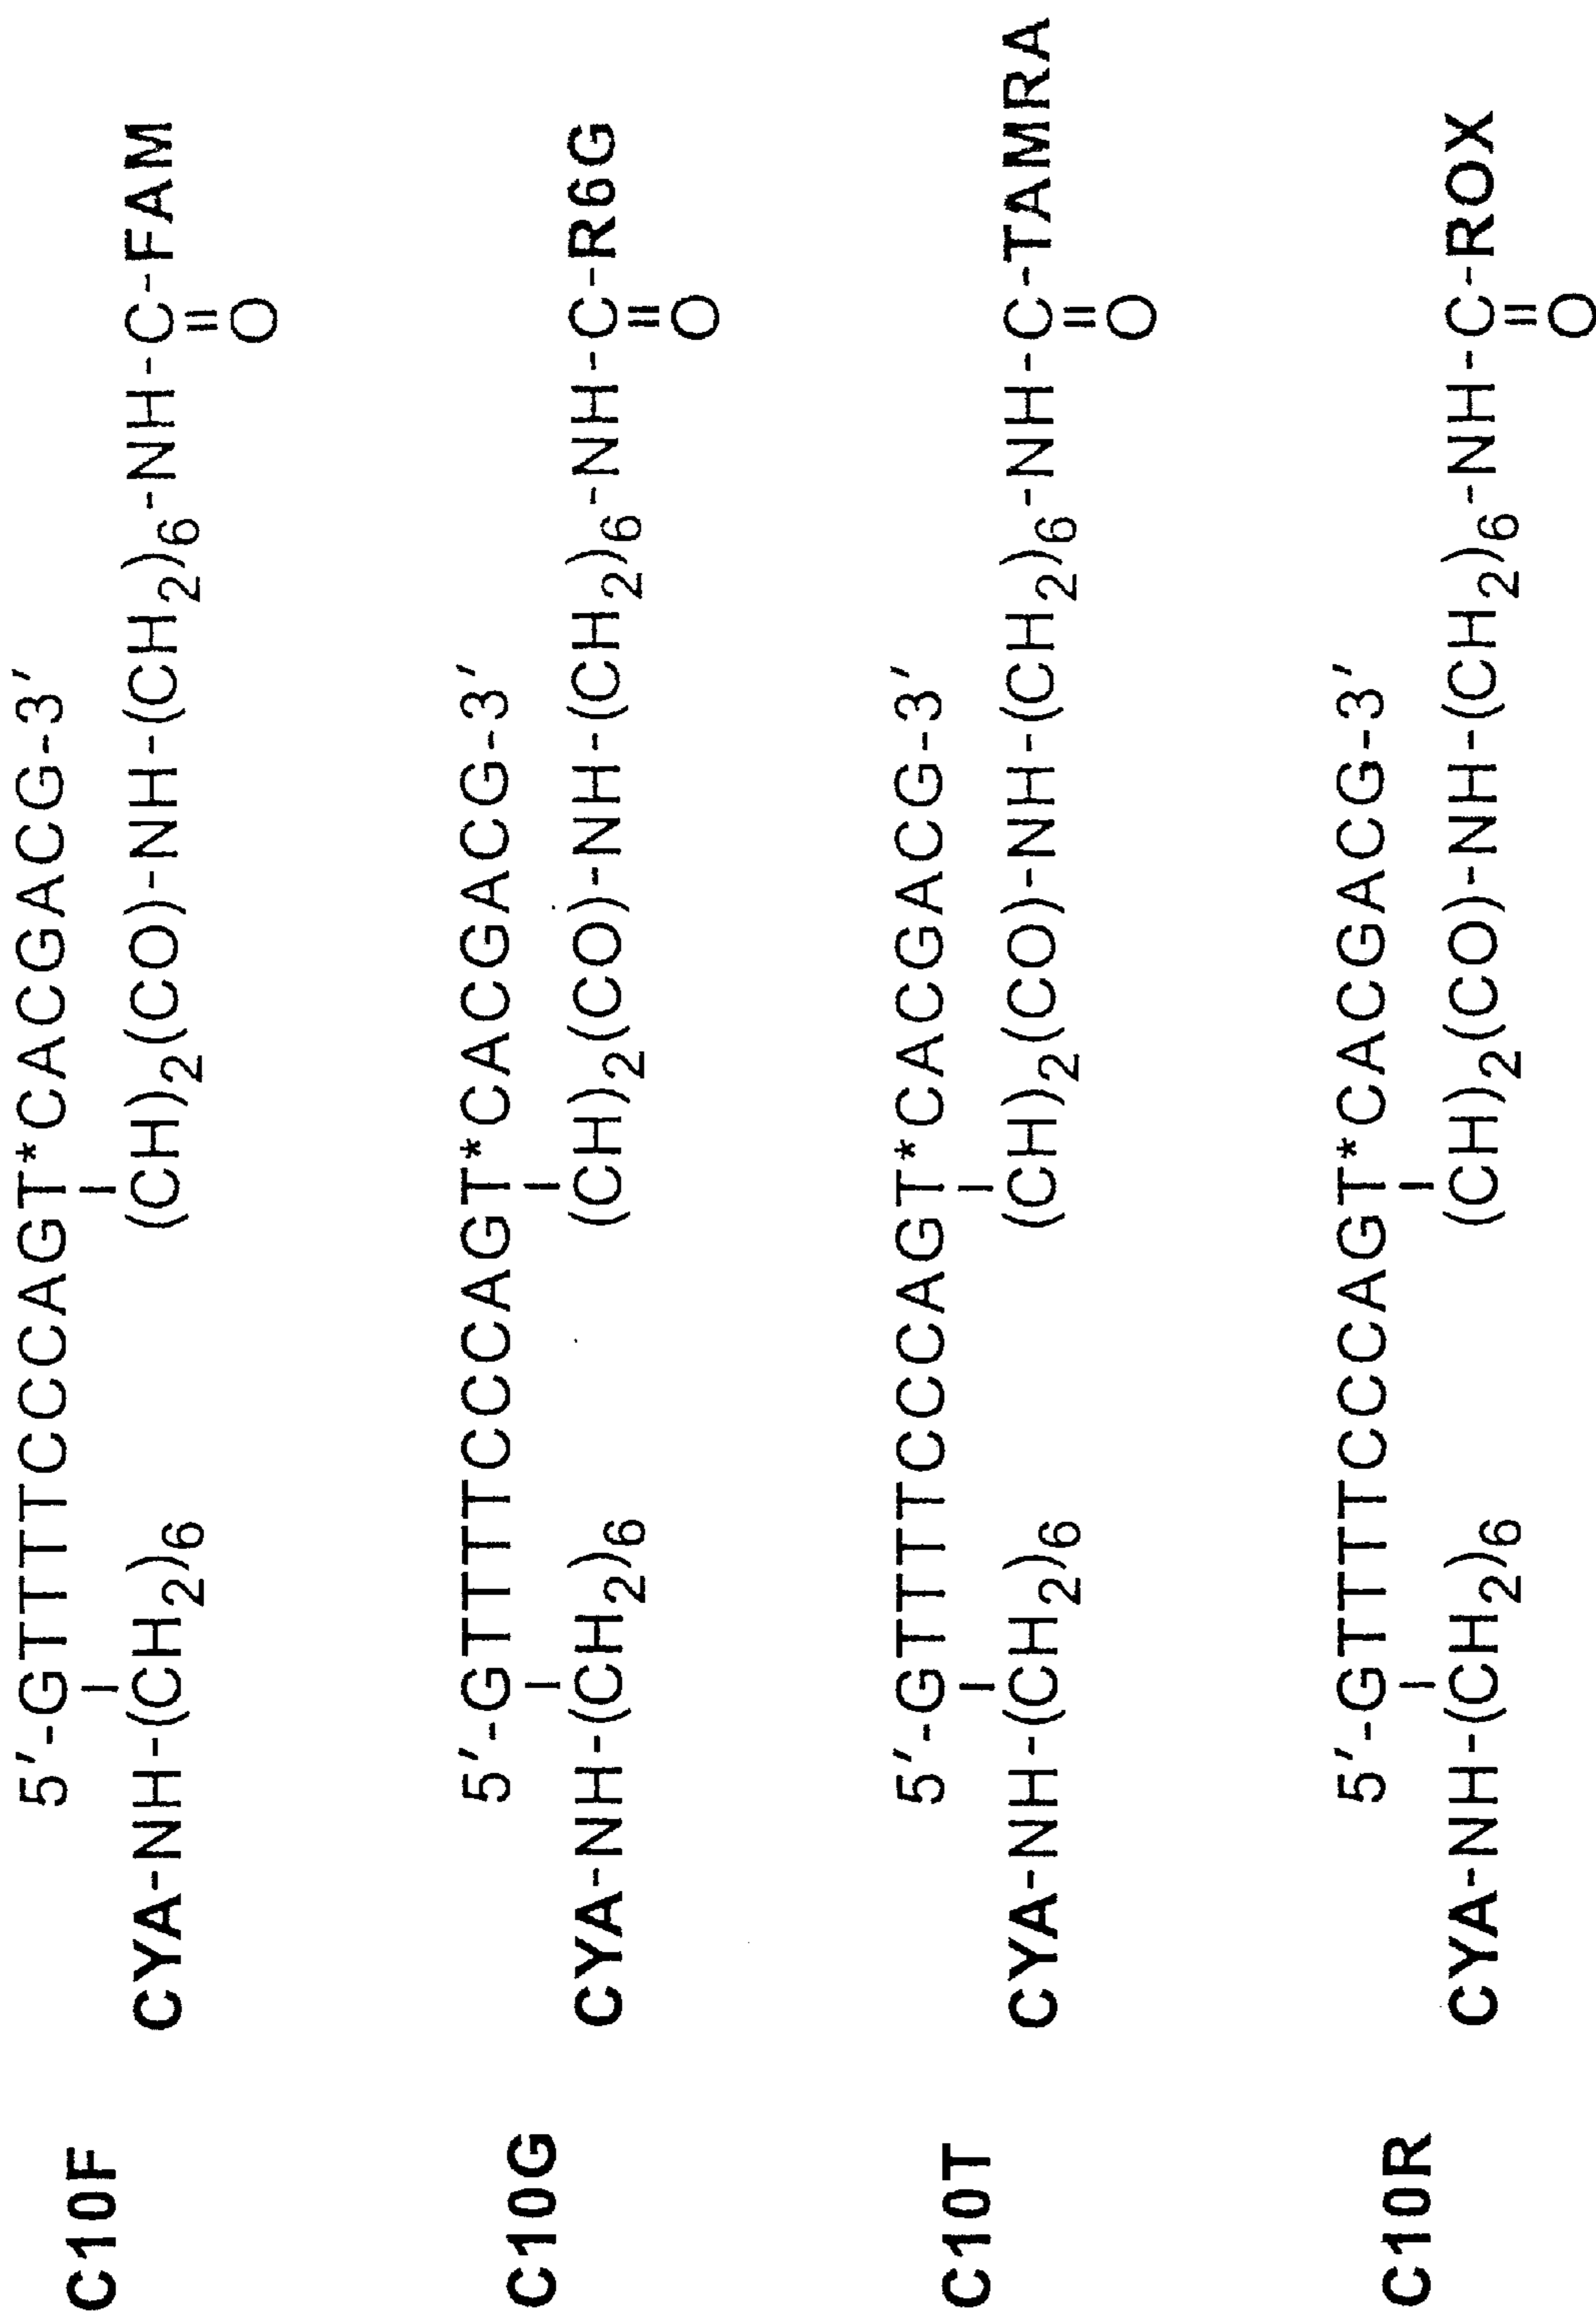 C10F
5′-GTTTTCCCAGT*CACGACG-3′
CYA-NH-(CH₂)₆ (CH)₂(CO)-NH-(CH₂)₆-NH-C-FAM
O
C10G
5′-GTTTTCCCAGT*CACGACG-3′
CYA-NH-(CH₂)₆ (CH)₂(CO)-NH-(CH₂)₆-NH-C-R6G
O
C10T
5′-GTTTTCCCAGT*CACGACG-3′
CYA-NH-(CH₂)₆ (CH)₂(CO)-NH-(CH₂)₆-NH-C-TAMRA
O
C10R
5′-GTTTTCCCAGT*CACGACG-3′
CYA-NH-(CH₂)₆ (CH)₂(CO)-NH-(CH₂)₆-NH-C-ROX
O